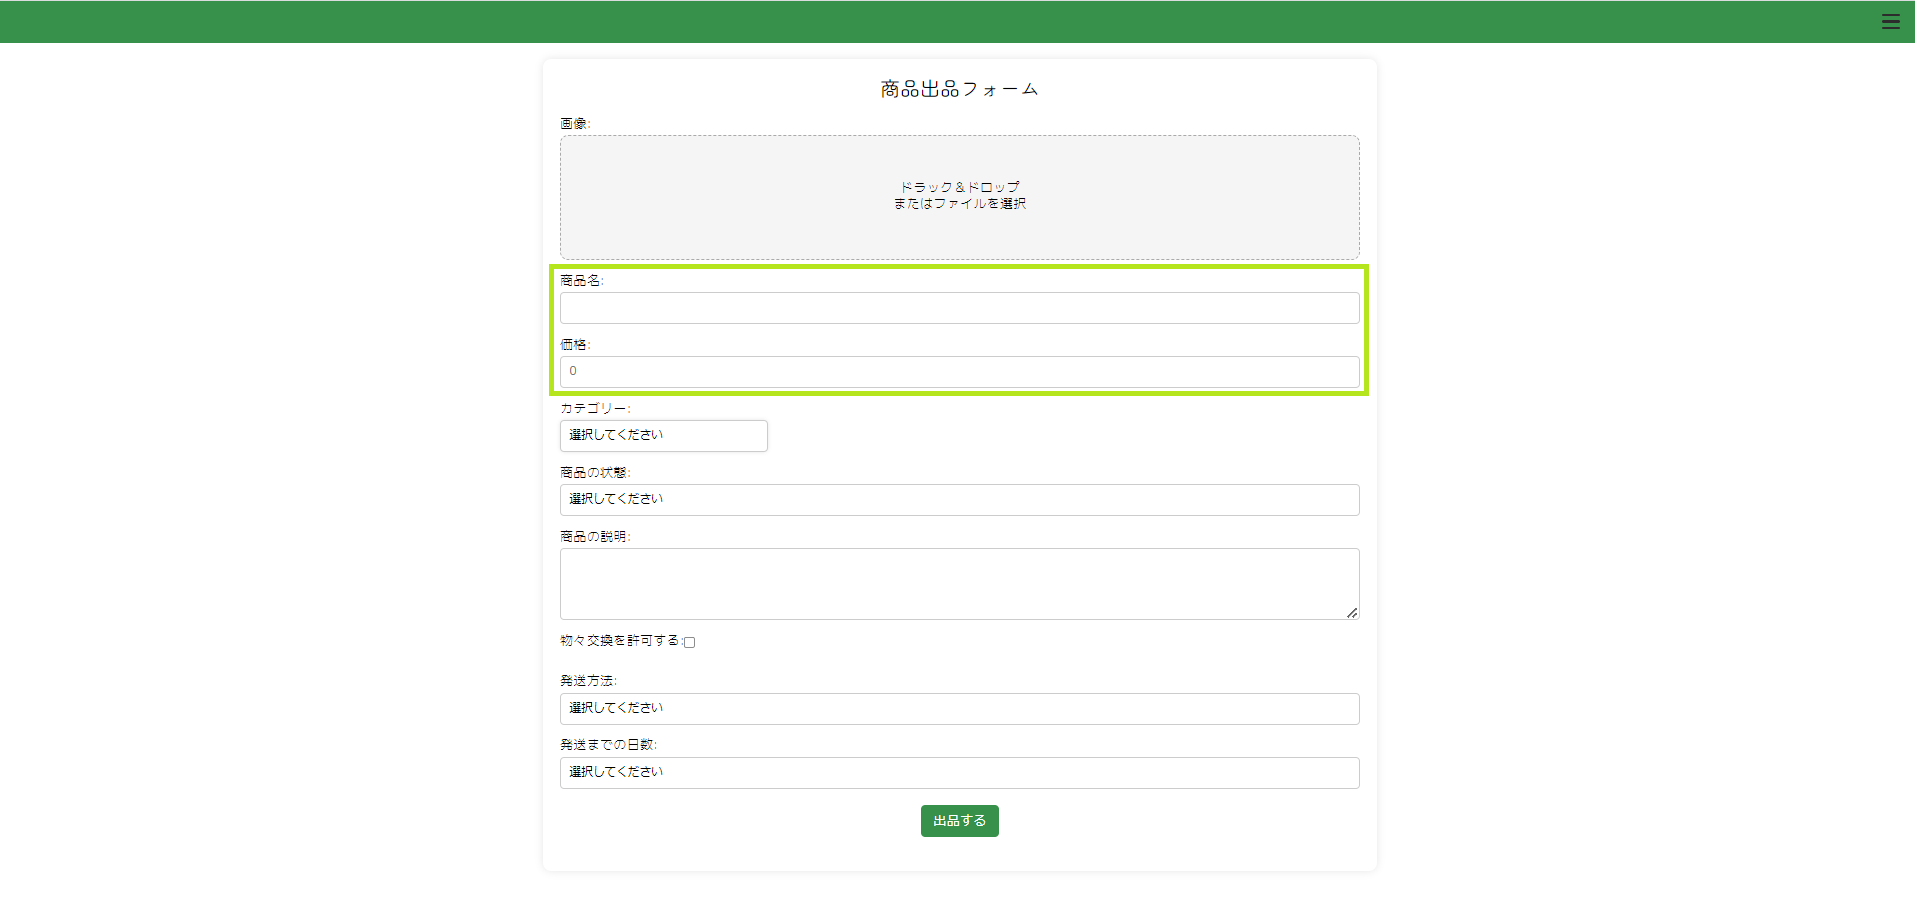 商品出品フォーム
画像:
ドラック＆ドロップ
またはファイルを選択
商品名:
価格:
0
カテゴリー:
選択してください
商品の状態:
選択してください
商品の説明:
物々交換を許可する:
発送方法:
選択してください
発送までの日数:
選択してください
出品する